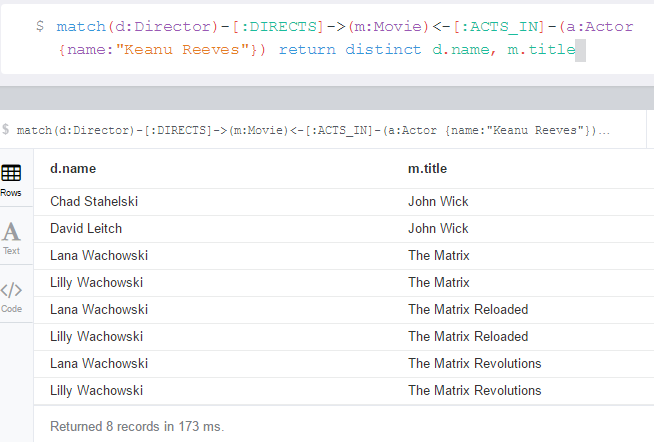 $ match(d:Director)-[:DIRECTS]->(m:Movie)<-[:ACTS_IN]-(a:Actor
{name:"Keanu Reeves"}) return distinct d.name, m.title
$ match(d:Director)-[:DIRECTS]->(m:Movie)<-[:ACTS_IN]-(a:Actor {name:"Keanu Reeves"})...
Rows
Text
Code
d.name m.title
Chad Stahelski John Wick
David Leitch John Wick
Lana Wachowski The Matrix
Lilly Wachowski The Matrix
Lana Wachowski The Matrix Reloaded
Lilly Wachowski The Matrix Reloaded
Lana Wachowski The Matrix Revolutions
Lilly Wachowski The Matrix Revolutions
Returned 8 records in 173 ms.